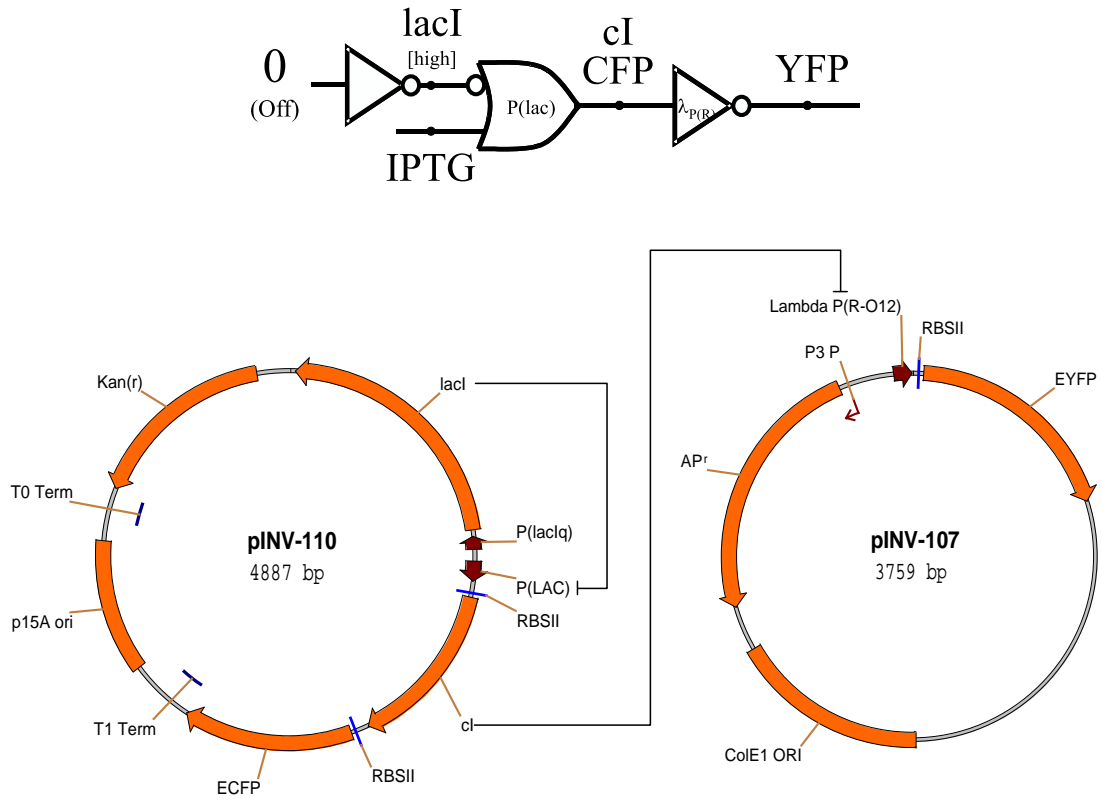 lacI
[high]
cI
CFP
0
(Off)
P(lac)
λP(R)
YFP
IPTG
Lambda P(R-O12)
RBSII
P3 P
EYFP
Kan(r)
lacI
APʳ
T0 Term
pINV-110
4887 bp
P(lacIq)
pINV-107
3759 bp
P(LAC)
RBSII
p15A ori
T1 Term
cI
ColE1 ORI
RBSII
ECFP